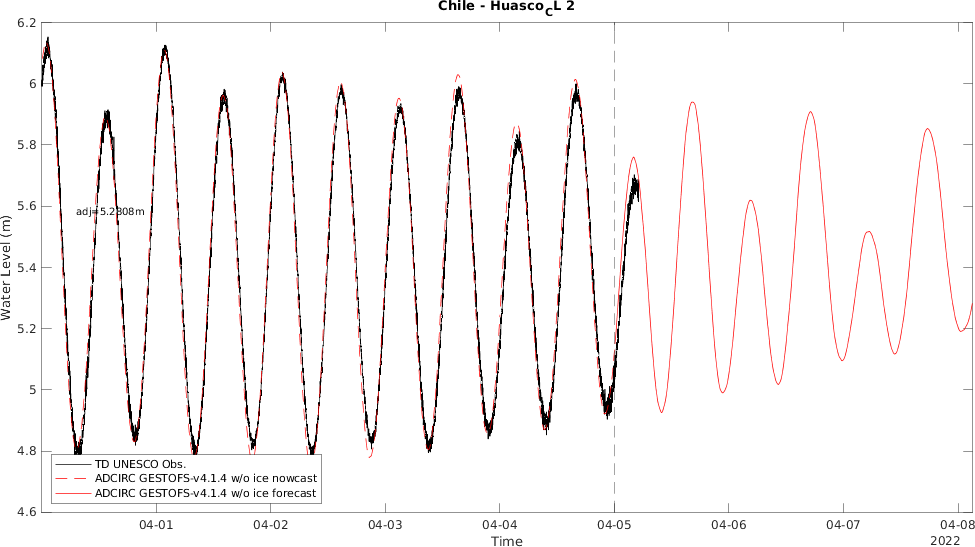 Chile - Huasco_CL 2
6.2
6
5.8
5.6
5.4
5.2
5
4.8
4.6
Water Level (m)
adj=5.2808m
TD UNESCO Obs.
ADCIRC GESTOFS-v4.1.4 w/o ice nowcast
ADCIRC GESTOFS-v4.1.4 w/o ice forecast
04-01 04-02 04-03 04-04 04-05 04-06 04-07 04-08
Time
2022